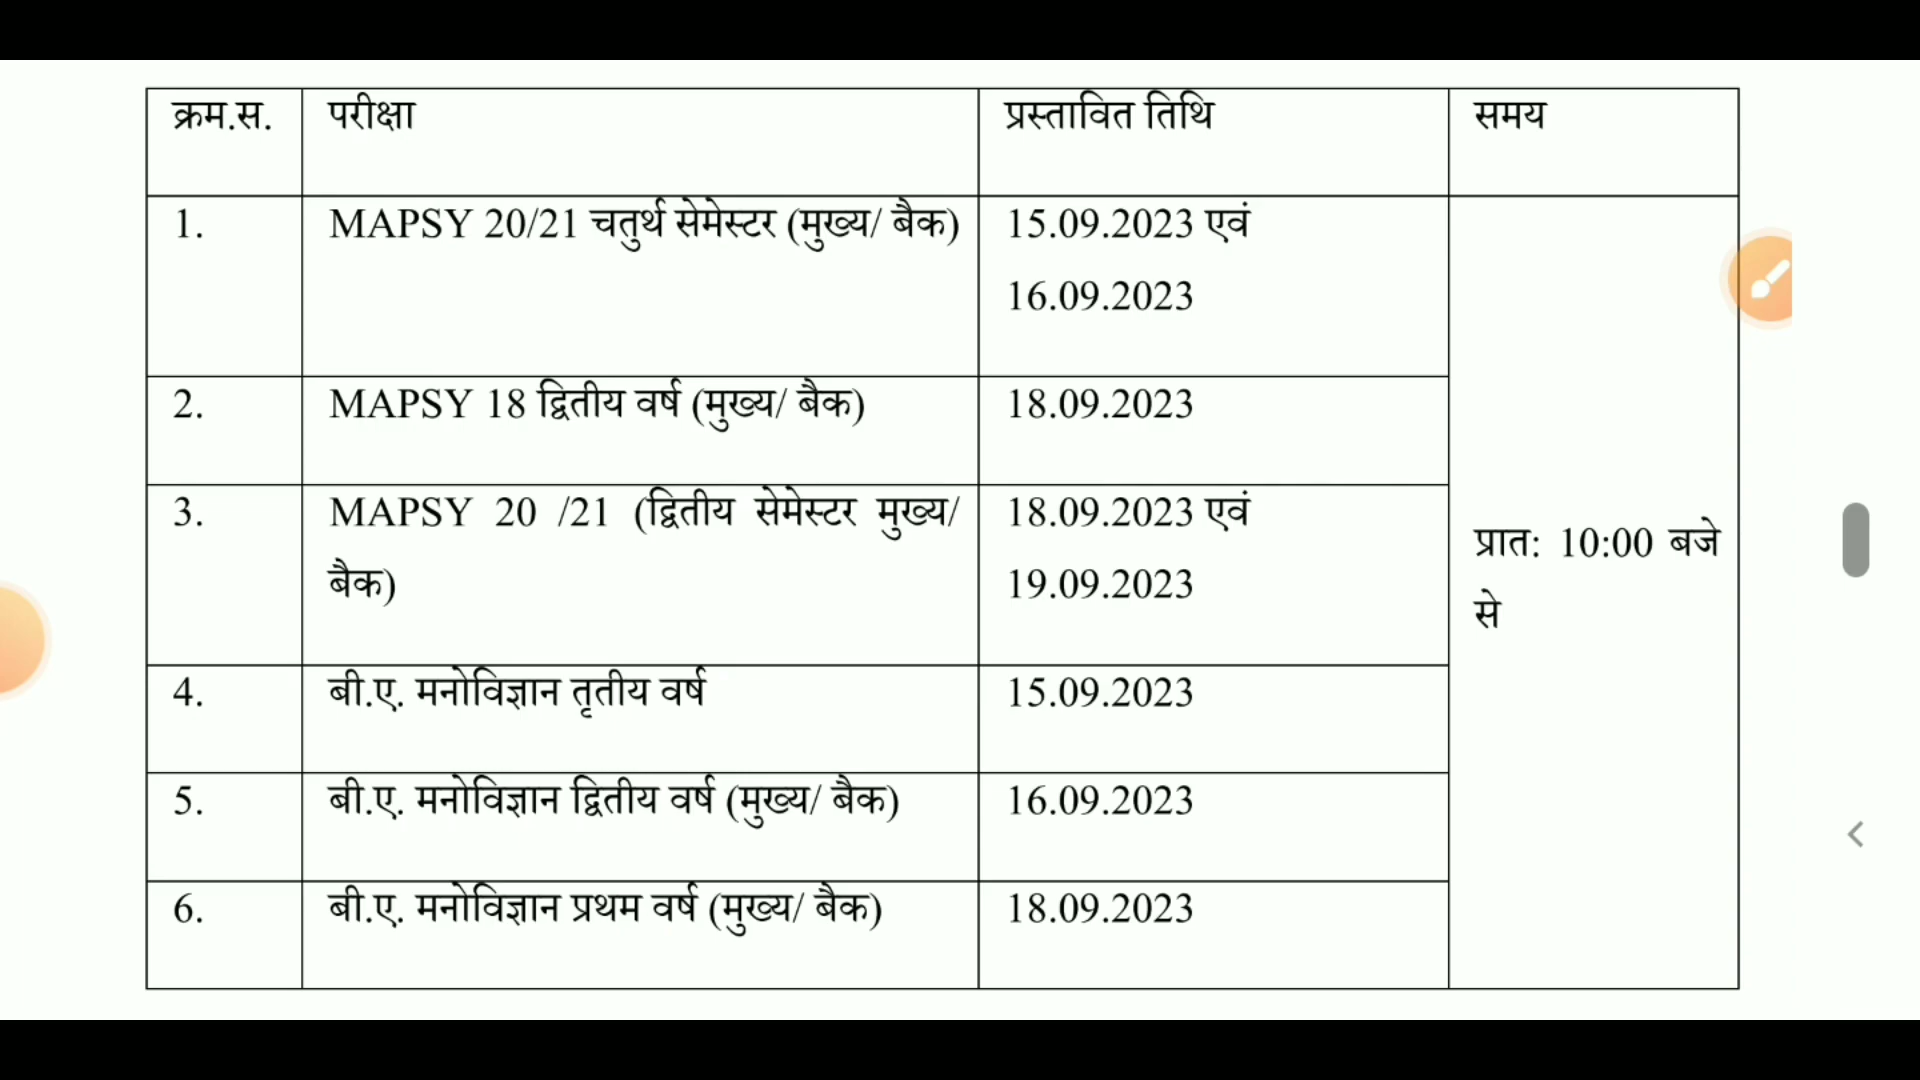 क्रम.स. परीक्षा प्रस्तावित तिथि समय
1. MAPSY 20/21 चतुर्थ सेमेस्टर (मुख्य/ बैक) 15.09.2023 एवं
16.09.2023
2. MAPSY 18 द्वितीय वर्ष (मुख्य/ बैक) 18.09.2023
3. MAPSY 20 /21 (द्वितीय सेमेस्टर मुख्य/ 18.09.2023 एवं
बैक) 19.09.2023
प्रात: 10:00 बजे
से
4. बी.ए. मनोविज्ञान तृतीय वर्ष 15.09.2023
5. बी.ए. मनोविज्ञान द्वितीय वर्ष (मुख्य/ बैक) 16.09.2023
6. बी.ए. मनोविज्ञान प्रथम वर्ष (मुख्य/ बैक) 18.09.2023